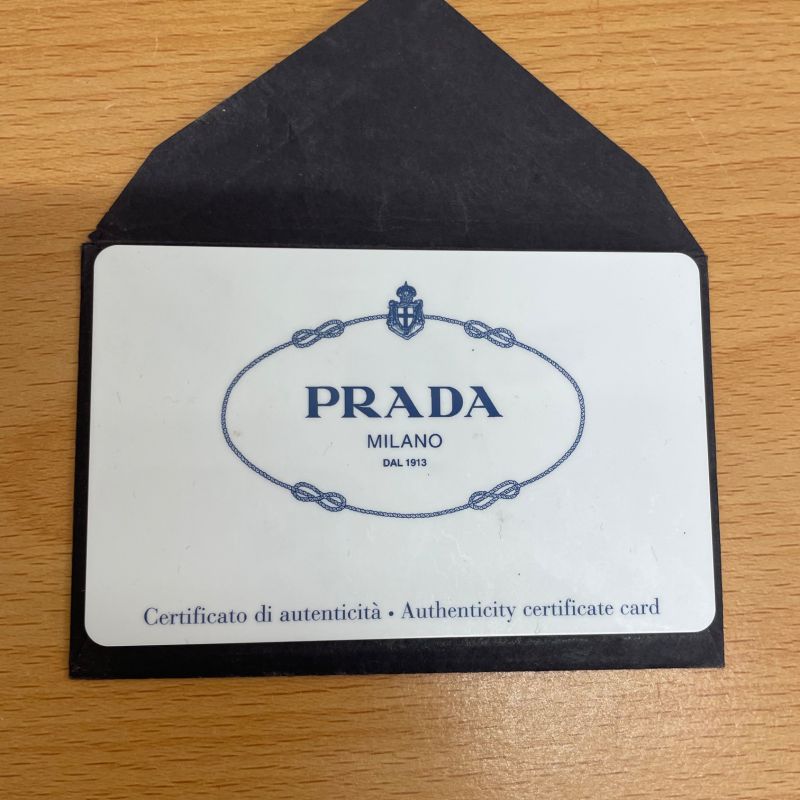 PRADA
MILANO
DAL 1913
Certificato di autenticità • Authenticity certificate card